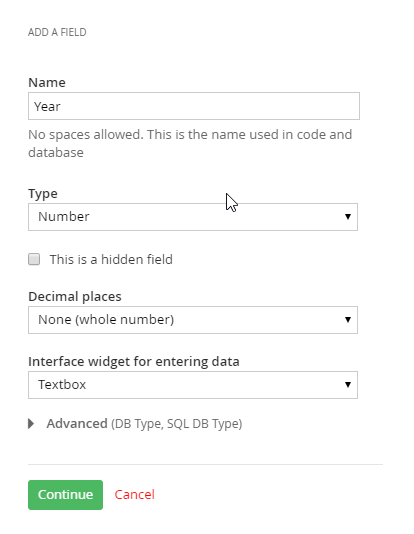 ADD A FIELD
Name
Year
No spaces allowed. This is the name used in code and
database
Type
Number
This is a hidden field
Decimal places
None (whole number)
Interface widget for entering data
Textbox
Advanced (DB Type, SQL DB Type)
Continue Cancel